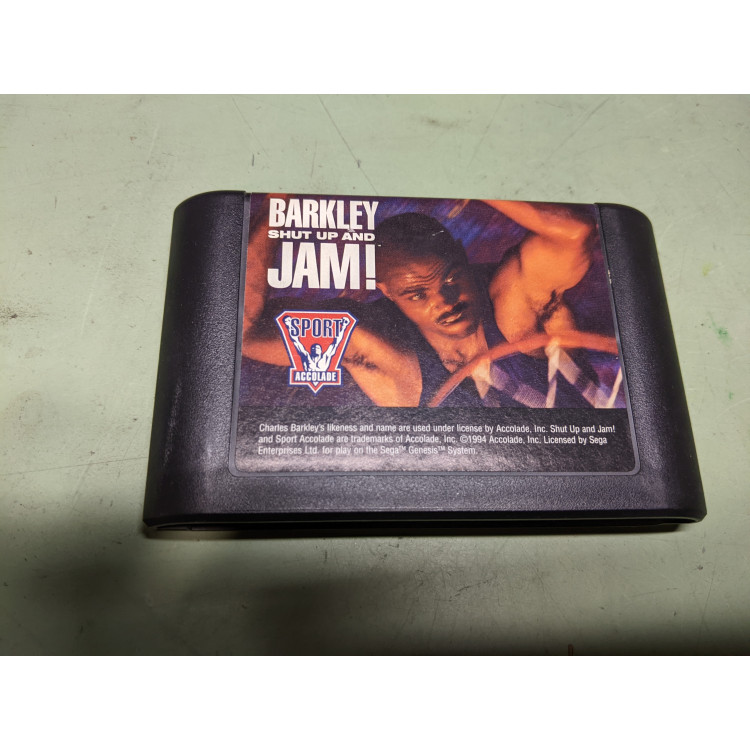 BARKLEY
SHUT UP AND
JAM!
SPORT
ACCOLADE
Charles Barkley's likeness and name are used under license by Accolade, Inc. Shut Up and Jam!
and Sport Accolade are trademarks of Accolade, Inc. ©1994 Accolade, Inc. Licensed by Sega
Enterprises Ltd. for play on the Sega™ Genesis™ System.